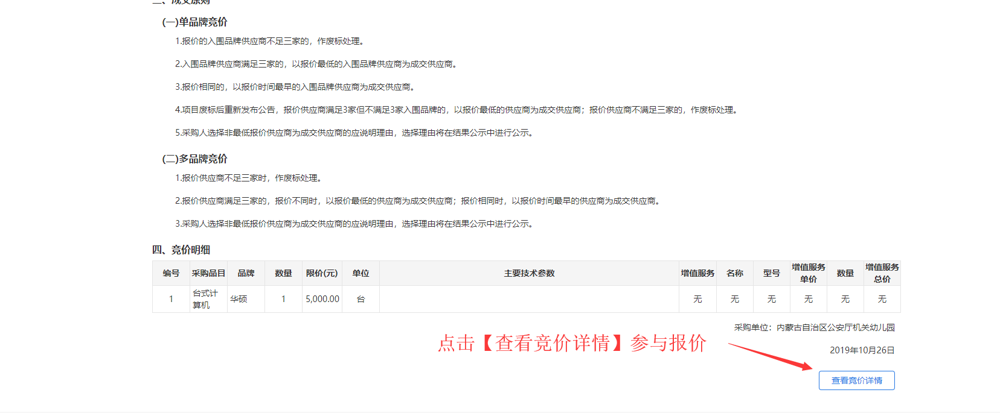 三、成交原则
(一)单品牌竞价
1.报价的入围品牌供应商不足三家的，作废标处理。
2.入围品牌供应商满足三家的，以报价最低的入围品牌供应商为成交供应商。
3.报价相同的，以报价时间最早的入围品牌供应商为成交供应商。
4.项目废标后重新发布公告，报价供应商满足3家但不满足3家入围品牌的，以报价最低的供应商为成交供应商；报价供应商不满足三家的，作废标处理。
5.采购人选择非最低报价供应商为成交供应商的应说明理由，选择理由将在结果公示中进行公示。
(二)多品牌竞价
1.报价供应商不足三家时，作废标处理。
2.报价供应商满足三家的，报价不同时，以报价最低的供应商为成交供应商；报价相同时，以报价时间最早的供应商为成交供应商。
3.采购人选择非最低报价供应商为成交供应商的应说明理由，选择理由将在结果公示中进行公示。
四、竞价明细
编号 采购品目 品牌 数量 限价(元) 单位 主要技术参数 增值服务 名称 型号 增值服务单价 数量 增值服务总价
1 台式计算机 华硕 1 5,000.00 台 无 无 无 无 无 无
采购单位：内蒙古自治区公安厅机关幼儿园
点击【查看竞价详情】参与报价
2019年10月26日
查看竞价详情